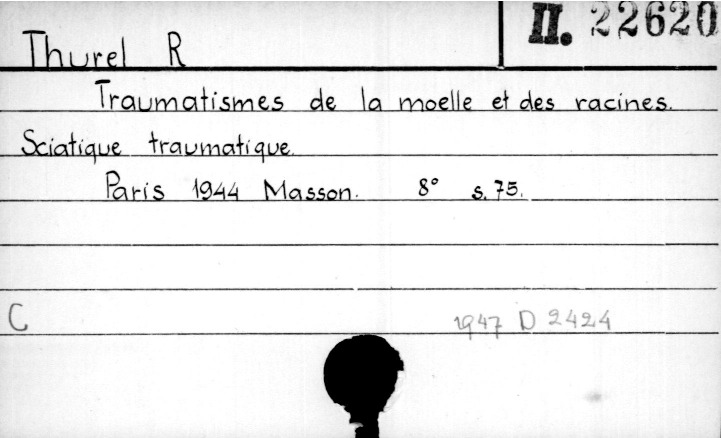 Thurel R
II. 22620
Traumatismes de la moelle et des racines.
Sciatique traumatique.
Paris 1944 Masson. 8° s. 75.
C
1947 D 2424